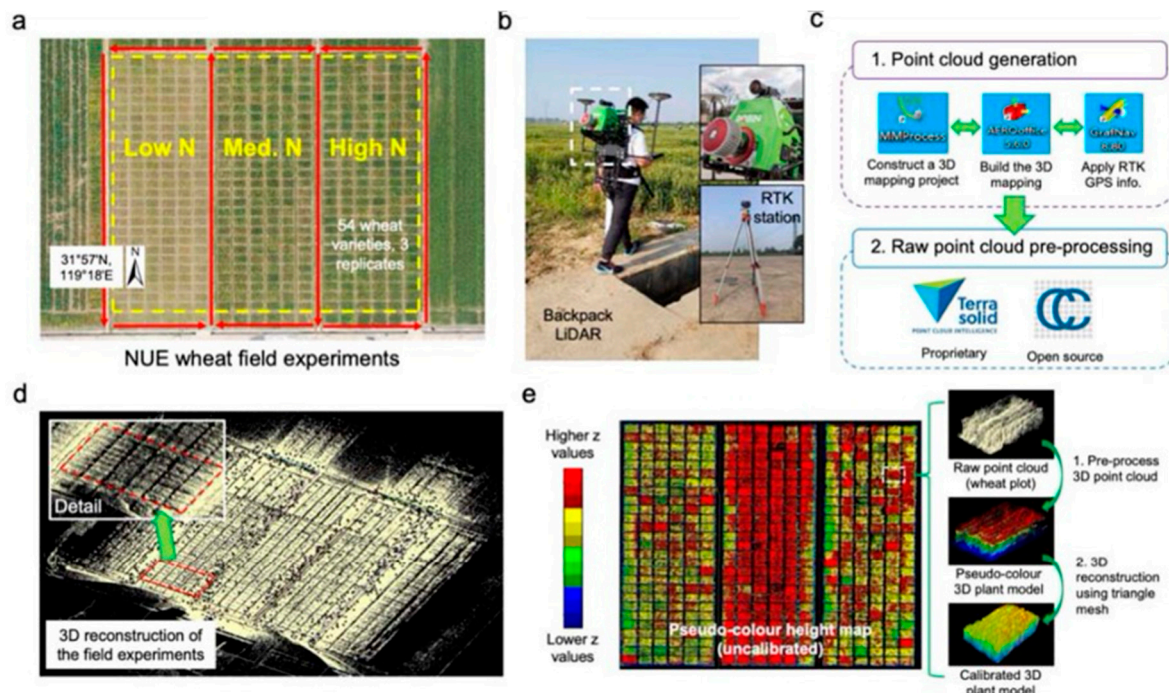 a
Low N
Med. N
High N
54 wheat
varieties, 3
replicates
31°57'N,
119°18'E
N
NUE wheat field experiments
b
RTK
station
Backpack
LiDAR
c
1. Point cloud generation
MMProcess
AEROoffice
GrafNav
Construct a 3D
mapping project
Build the 3D
mapping
Apply RTK
GPS info.
2. Raw point cloud pre-processing
Terra
solid
POINT CLOUD INTELLIGENCE
CC
Proprietary
Open source
d
Detail
3D reconstruction of
the field experiments
e
Higher z
values
Lower z
values
Pseudo-colour height map
(uncalibrated)
Raw point cloud
(wheat plot)
1. Pre-process
3D point cloud
Pseudo-colour
3D plant model
2. 3D
reconstruction
using triangle
mesh
Calibrated 3D
plant model